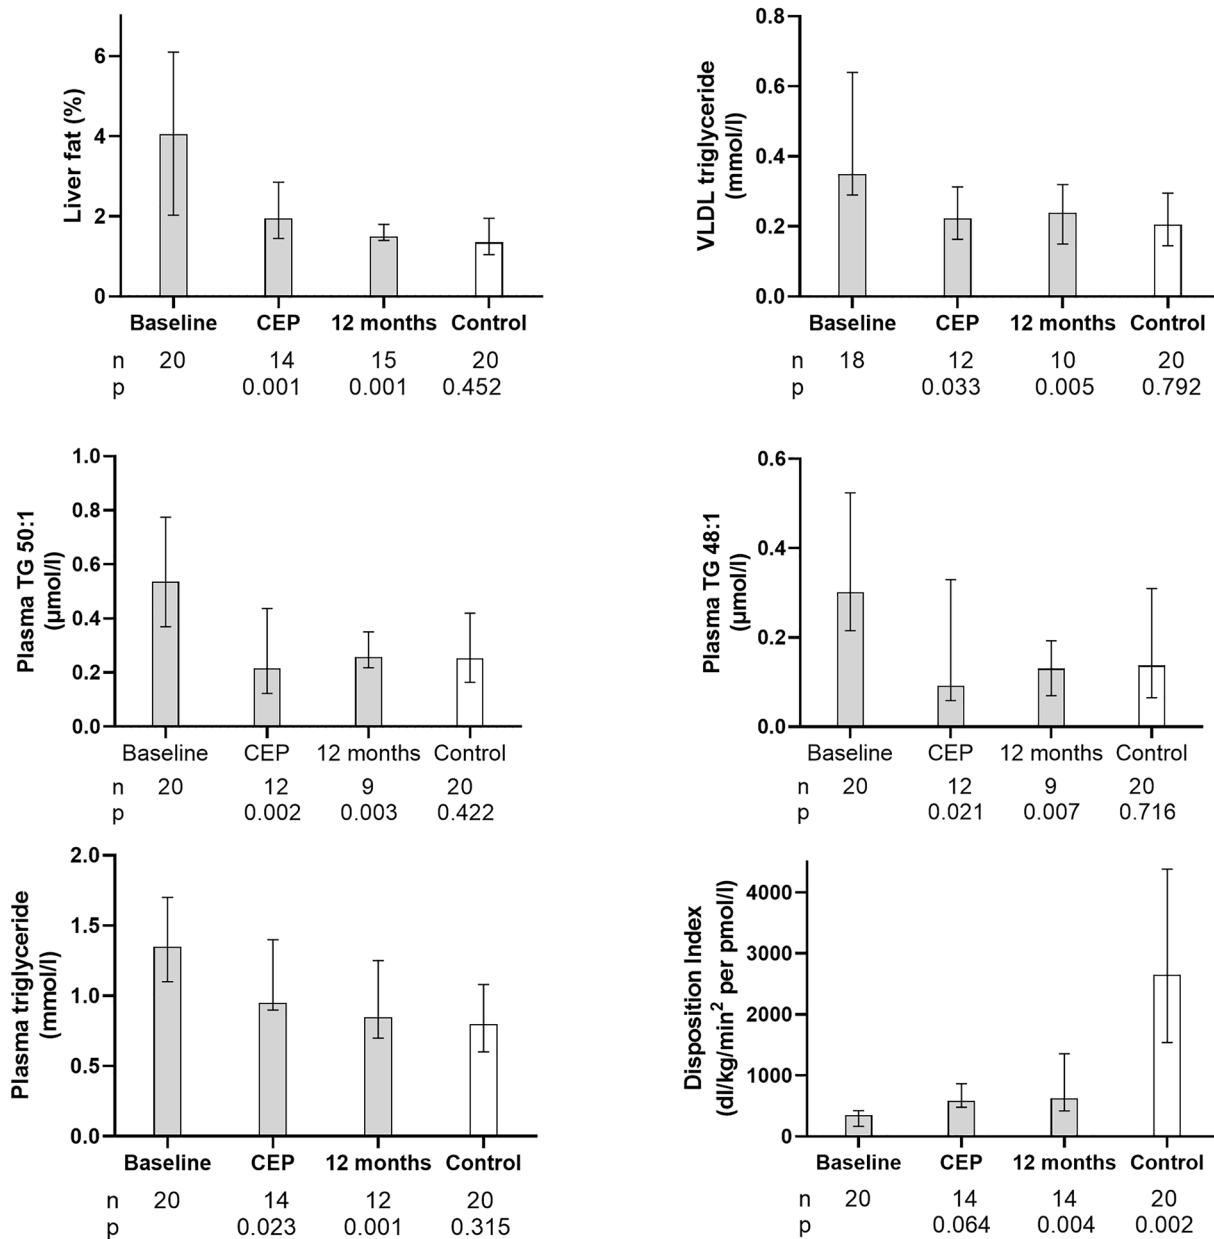 Liver fat (%)
6
4
2
0
Baseline CEP 12 months Control
n 20 14 15 20
p 0.001 0.001 0.452
VLDL triglyceride
(mmol/l)
0.8
0.6
0.4
0.2
0.0
Baseline CEP 12 months Control
n 18 12 10 20
p 0.033 0.005 0.792
Plasma TG 50:1
(µmol/l)
1.0
0.8
0.6
0.4
0.2
0.0
Baseline CEP 12 months Control
n 20 12 9 20
p 0.002 0.003 0.422
Plasma TG 48:1
(µmol/l)
0.6
0.4
0.2
0.0
Baseline CEP 12 months Control
n 20 12 9 20
p 0.021 0.007 0.716
Plasma triglyceride
(mmol/l)
2.0
1.5
1.0
0.5
0.0
Baseline CEP 12 months Control
n 20 14 12 20
p 0.023 0.001 0.315
Disposition Index
(dl/kg/min² per pmol/l)
4000
3000
2000
1000
0
Baseline CEP 12 months Control
n 20 14 14 20
p 0.064 0.004 0.002